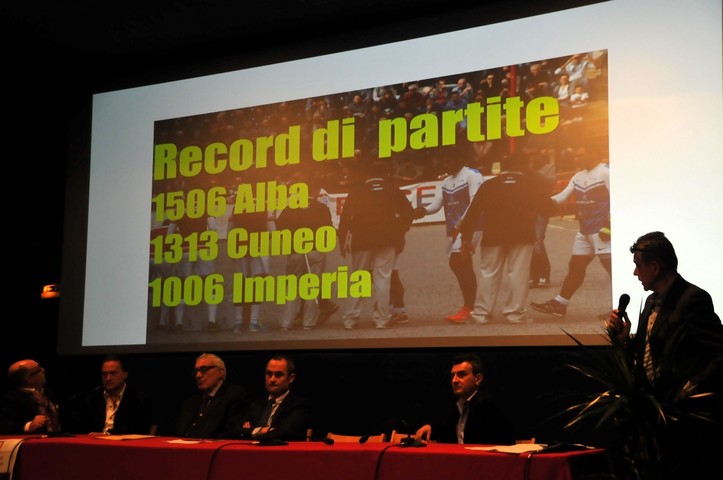 Record di partite
1506 Alba
1313 Cuneo
1006 Imperia